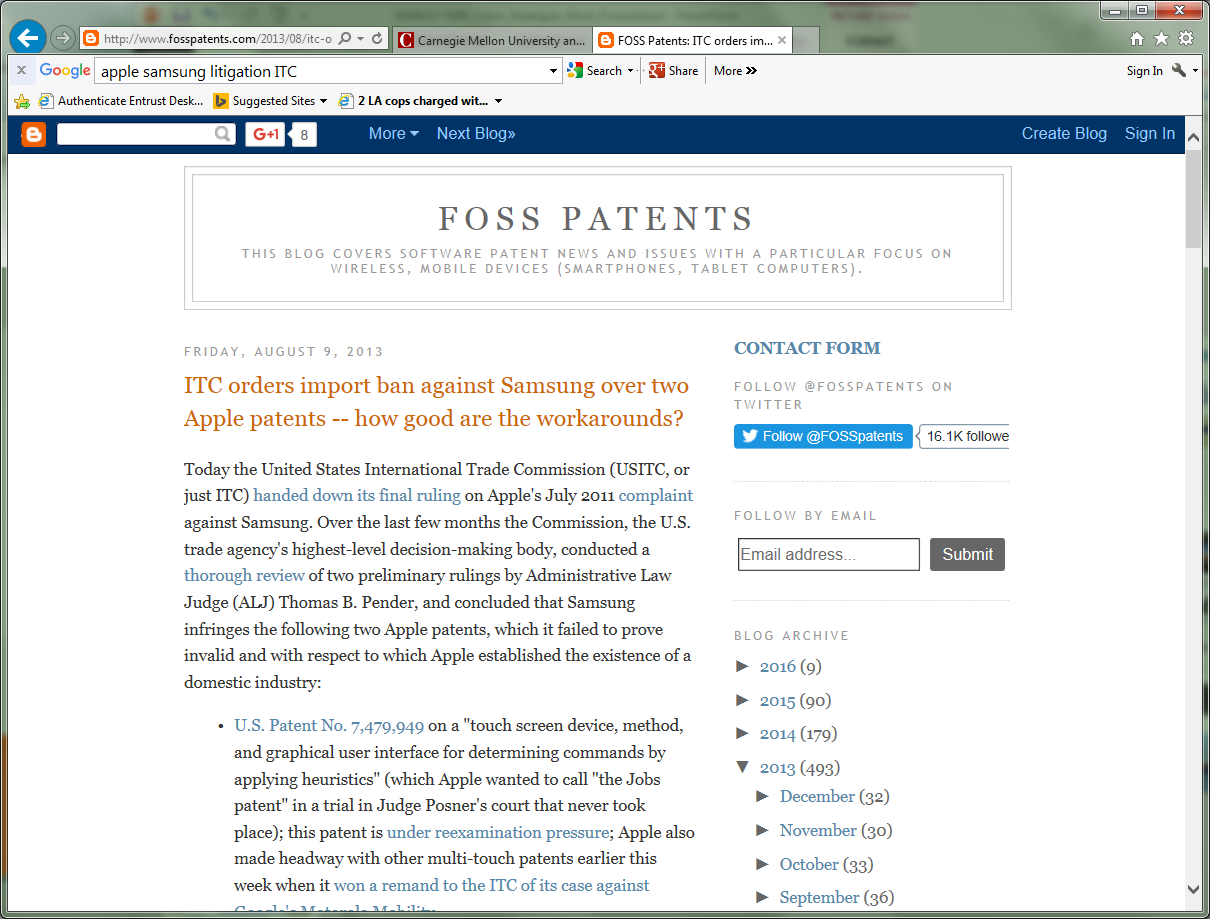 http://www.fosspatents.com/2013/08/itc-o
Carnegie Mellon University an...
FOSS Patents: ITC orders im...
Google
apple samsung litigation ITC
Search
Share
More »
Sign In
Authenticate Entrust Desk...
Suggested Sites
2 LA cops charged wit...
G+1
8
More
Next Blog»
Create Blog
Sign In
FOSS PATENTS
THIS BLOG COVERS SOFTWARE PATENT NEWS AND ISSUES WITH A PARTICULAR FOCUS ON
WIRELESS, MOBILE DEVICES (SMARTPHONES, TABLET COMPUTERS).
FRIDAY, AUGUST 9, 2013
ITC orders import ban against Samsung over two
Apple patents -- how good are the workarounds?
Today the United States International Trade Commission (USITC, or
just ITC) handed down its final ruling on Apple's July 2011 complaint
against Samsung. Over the last few months the Commission, the U.S.
trade agency's highest-level decision-making body, conducted a
thorough review of two preliminary rulings by Administrative Law
Judge (ALJ) Thomas B. Pender, and concluded that Samsung
infringes the following two Apple patents, which it failed to prove
invalid and with respect to which Apple established the existence of a
domestic industry:
• U.S. Patent No. 7,479,949 on a "touch screen device, method,
and graphical user interface for determining commands by
applying heuristics" (which Apple wanted to call "the Jobs
patent" in a trial in Judge Posner's court that never took
place); this patent is under reexamination pressure; Apple also
made headway with other multi-touch patents earlier this
week when it won a remand to the ITC of its case against
Google's Motorola Mobility
CONTACT FORM
FOLLOW @FOSSPATENTS ON
TWITTER
Follow @FOSSpatents
16.1K followe
FOLLOW BY EMAIL
Email address...
Submit
BLOG ARCHIVE
► 2016 (9)
► 2015 (90)
► 2014 (179)
▼ 2013 (493)
► December (32)
► November (30)
► October (33)
► September (36)